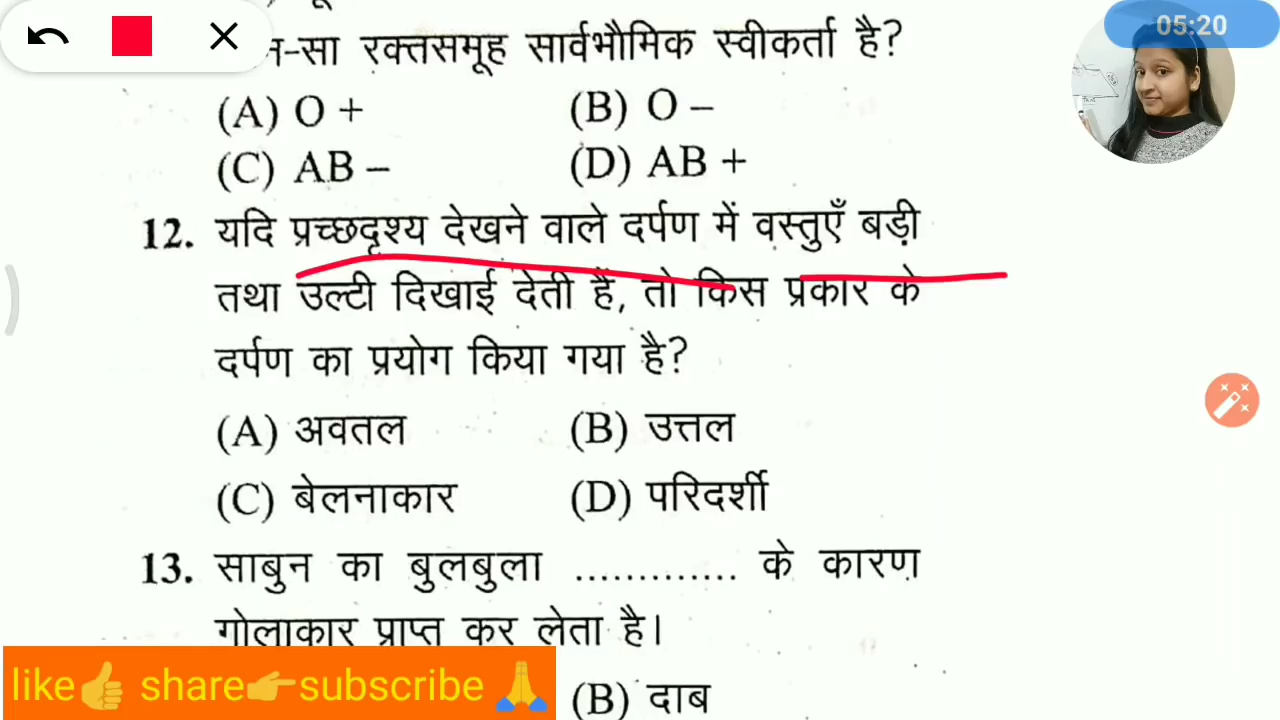 05:20
-सा रक्तसमूह सार्वभौमिक स्वीकर्ता है?
(A) O + (B) O –
(C) AB – (D) AB +
12. यदि प्रच्छदृश्य देखने वाले दर्पण में वस्तुएँ बड़ी
तथा उल्टी दिखाई देती हैं, तो किस प्रकार के
दर्पण का प्रयोग किया गया है?
(A) अवतल (B) उत्तल
(C) बेलनाकार (D) परिदर्शी
13. साबुन का बुलबुला ............. के कारण
गोलाकार प्राप्त कर लेता है।
like👍 share👉subscribe 🙏
(B) दाब